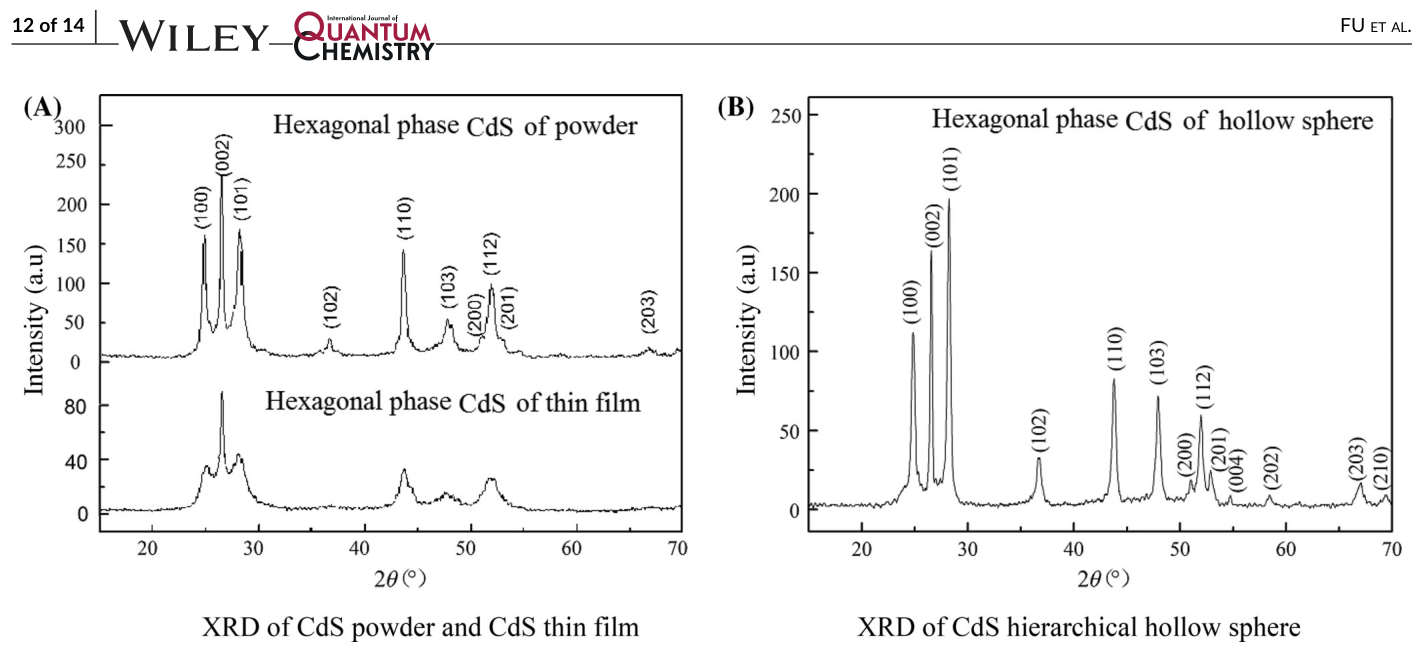 12 of 14
WILEY
International Journal of
QUANTUM
CHEMISTRY
FU ET AL.
(A)
Hexagonal phase CdS of powder
300
250
200
150
100
50
0
(100)
(002)
(101)
(102)
(110)
(103)
(200)
(112)
(201)
(203)
Intensity (a.u)
Hexagonal phase CdS of thin film
80
40
0
20 30 40 50 60 70
2θ (°)
XRD of CdS powder and CdS thin film
(B)
Hexagonal phase CdS of hollow sphere
250
200
150
100
50
0
(100)
(002)
(101)
(102)
(110)
(103)
(200)
(112)
(201)
(004)
(202)
(203)
(210)
Intensity (a.u)
20 30 40 50 60 70
2θ (°)
XRD of CdS hierarchical hollow sphere